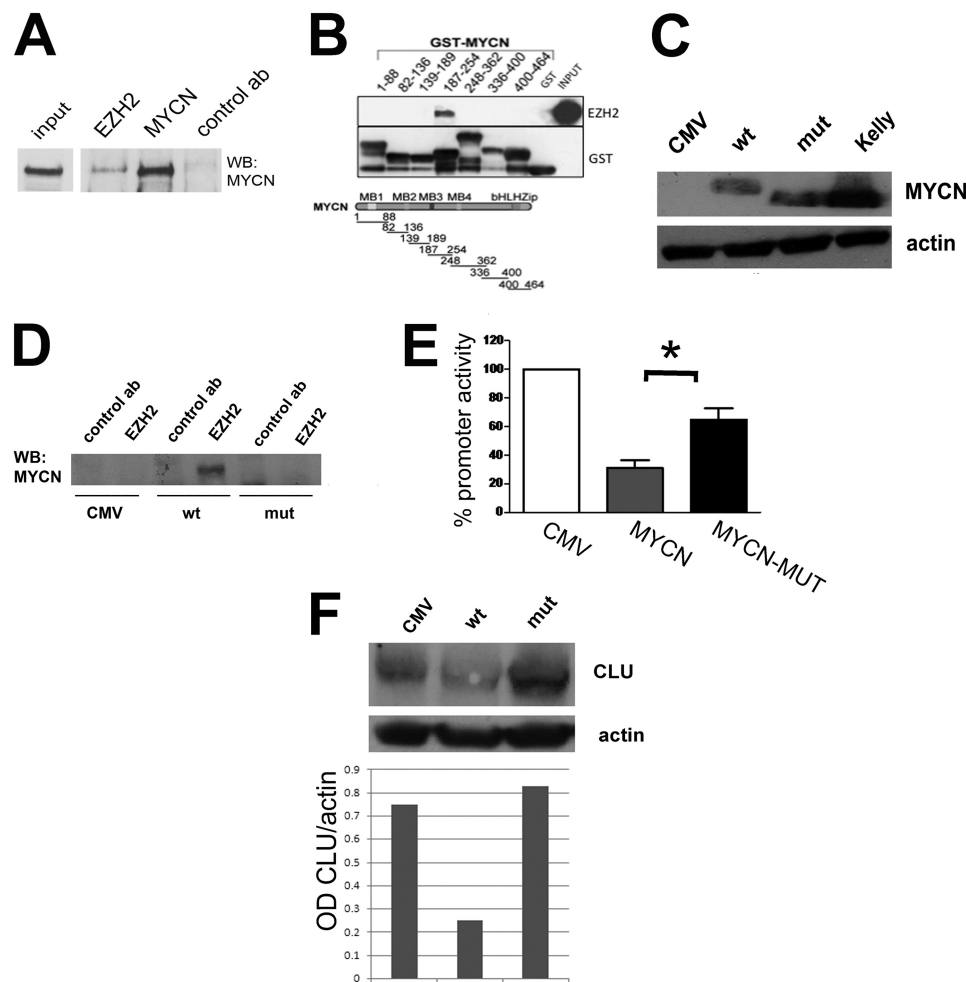 A
input
EZH2
MYCN
control ab
WB:
MYCN
B
GST-MYCN
1-88
82-136
139-189
187-254
248-362
336-400
400-464
GST
INPUT
EZH2
GST
MB1 MB2 MB3 MB4 bHLHZip
MYCN
1 88
82 136
139 189
187 254
248 362
336 400
400 464
C
CMV
wt
mut
Kelly
MYCN
actin
D
control ab
EZH2
control ab
EZH2
control ab
EZH2
WB:
MYCN
CMV
wt
mut
E
% promoter activity
120
100
80
60
40
20
0
*
CMV
MYCN
MYCN-MUT
F
CMV
wt
mut
CLU
actin
OD CLU/actin
0.9
0.8
0.7
0.6
0.5
0.4
0.3
0.2
0.1
0